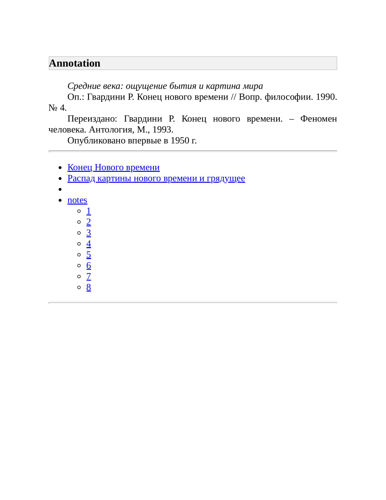 Annotation
Средние века: ощущение бытия и картина мира
Оп.: Гвардини Р. Конец нового времени // Вопр. философии. 1990.
№ 4.
Переиздано: Гвардини Р. Конец нового времени. – Феномен
человека. Антология, М., 1993.
Опубликовано впервые в 1950 г.
Конец Нового времени
Распад картины нового времени и грядущее
notes
1
2
3
4
5
6
7
8